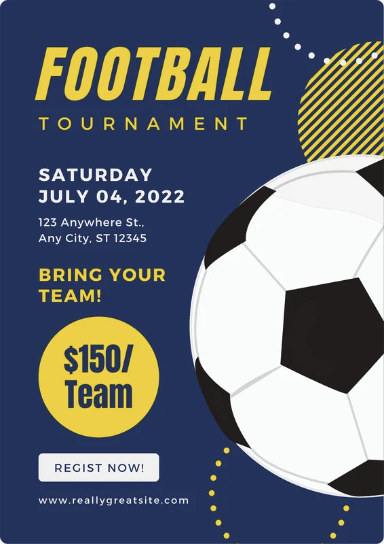 FOOTBALL
TOURNAMENT
SATURDAY
JULY 04, 2022
123 Anywhere St.,
Any City, ST 12345
BRING YOUR
TEAM!
$150/
Team
REGIST NOW!
www.reallygreatsite.com